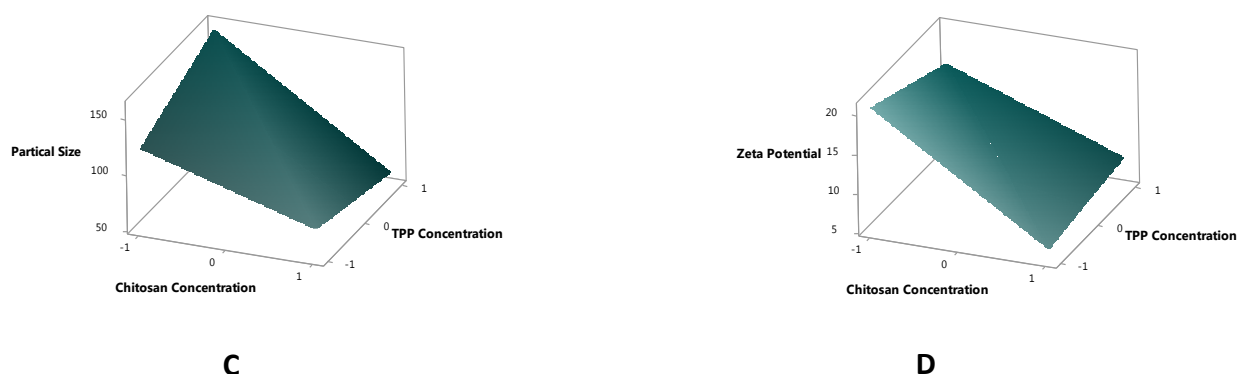 150
Partical Size
100
50
-1
0
1
Chitosan Concentration
-1
0
1
TPP Concentration
C
20
Zeta Potential
15
10
5
-1
0
1
Chitosan Concentration
-1
0
1
TPP Concentration
D